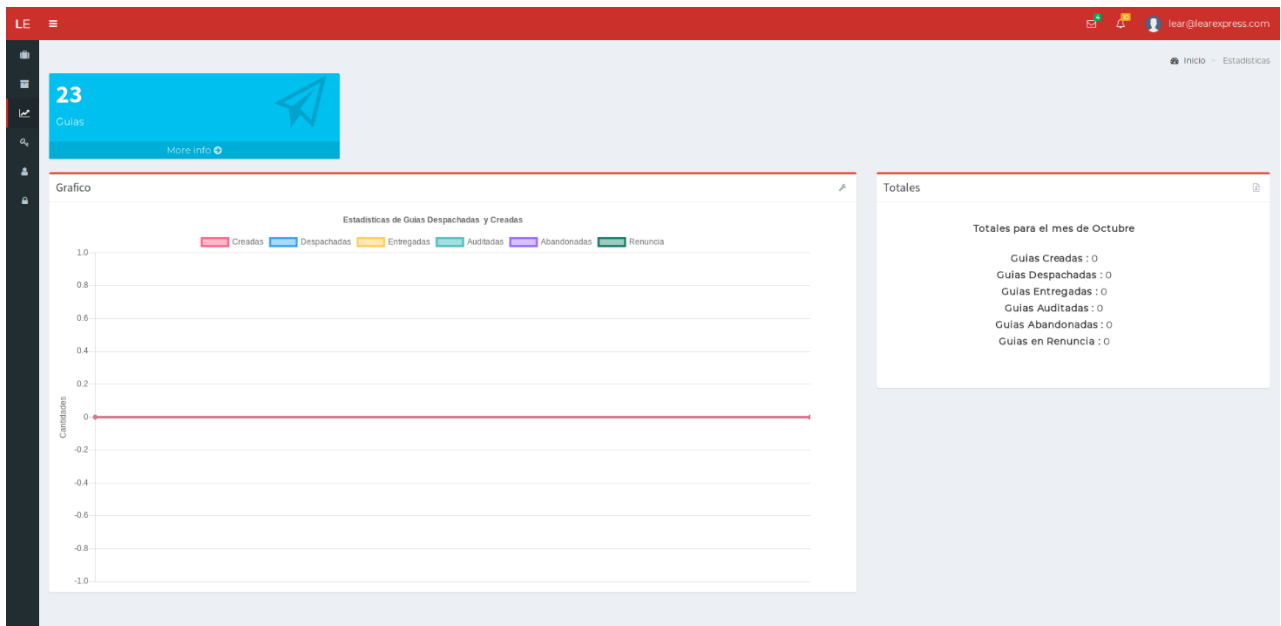 LE
4
10
lear@learexpress.com
Inicio > Estadísticas
23
Guias
More info
Grafico
Estadisticas de Guias Despachadas y Creadas
Creadas Despachadas Entregadas Auditadas Abandonadas Renuncia
1.0
0.8
0.6
0.4
0.2
0
-0.2
-0.4
-0.6
-0.8
-1.0
Cantidades
Totales
Totales para el mes de Octubre
Guias Creadas : 0
Guias Despachadas : 0
Guias Entregadas : 0
Guias Auditadas : 0
Guias Abandonadas : 0
Guias en Renuncia : 0